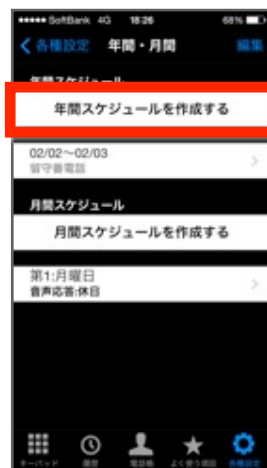 SoftBank 4G 18:26 68%
各種設定 年間・月間 編集
年間スケジュール
年間スケジュールを作成する
02/02～02/03
留守番電話
月間スケジュール
月間スケジュールを作成する
第1:月曜日
音声応答:休日
キーパッド 履歴 電話帳 よく使う項目 各種設定